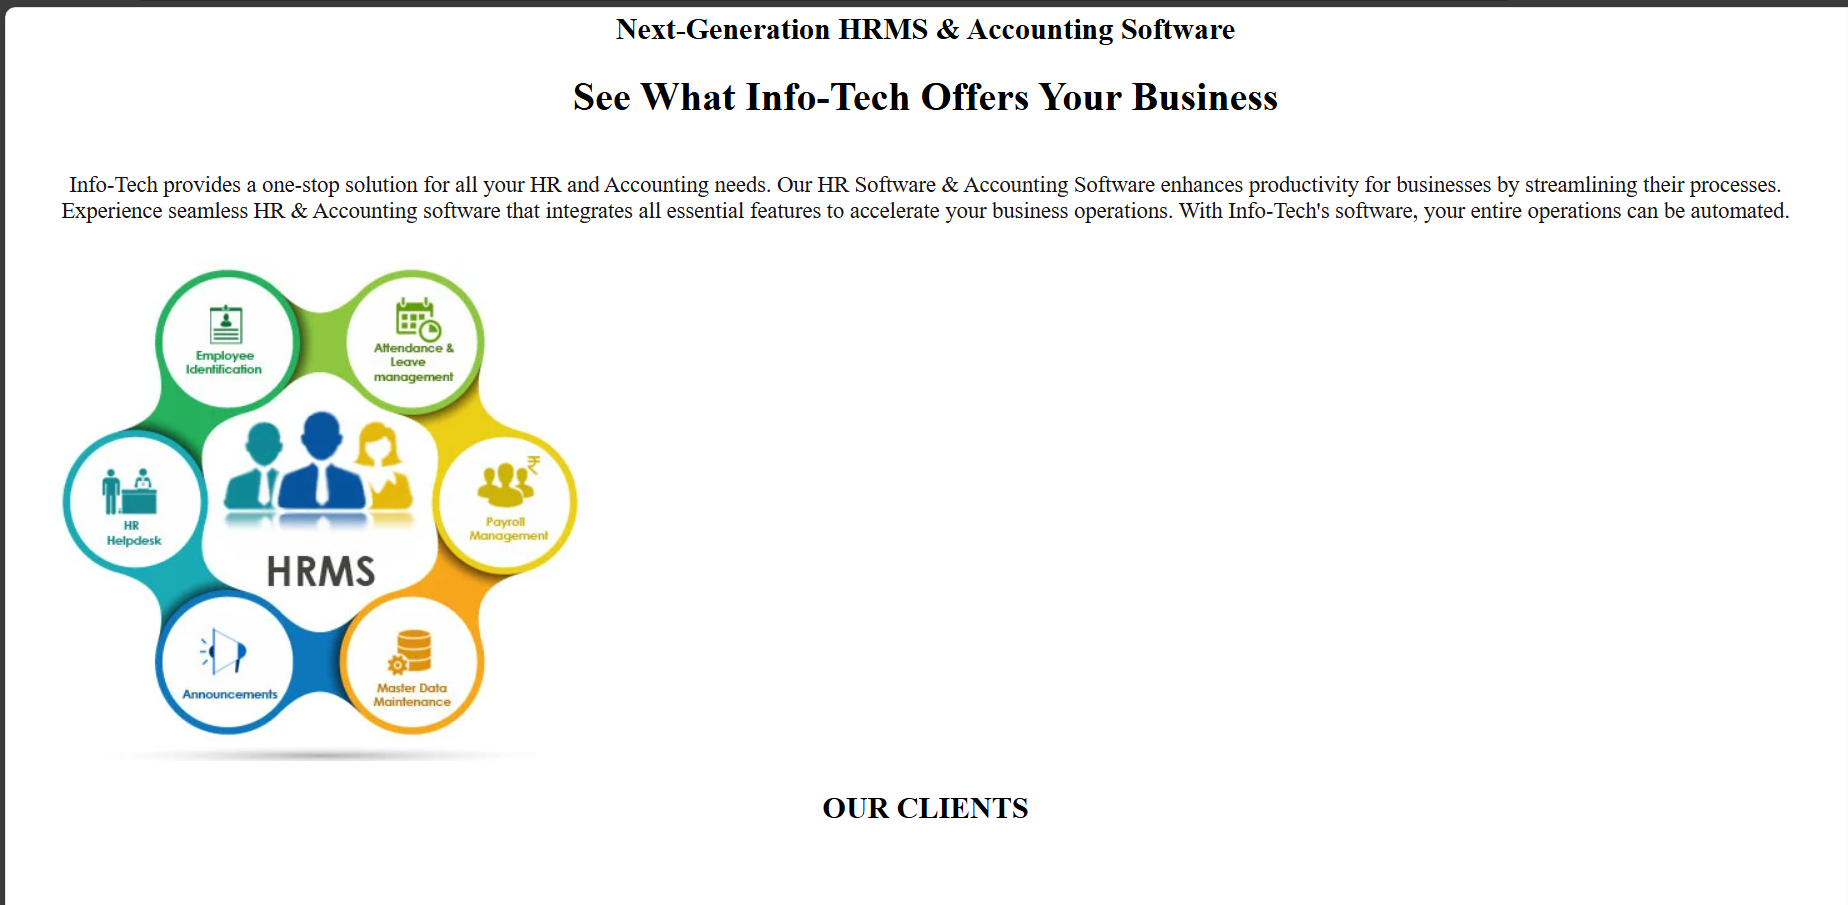 Next-Generation HRMS & Accounting Software
See What Info-Tech Offers Your Business
Info-Tech provides a one-stop solution for all your HR and Accounting needs. Our HR Software & Accounting Software enhances productivity for businesses by streamlining their processes.
Experience seamless HR & Accounting software that integrates all essential features to accelerate your business operations. With Info-Tech's software, your entire operations can be automated.
Employee
Identification
Attendance &
Leave
management
HR
Helpdesk
₹
Payroll
Management
HRMS
Announcements
Master Data
Maintenance
OUR CLIENTS